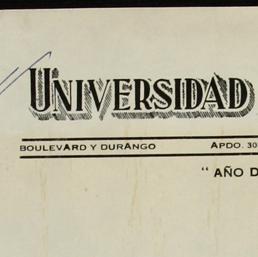 UNIVERSIDAD
BOULEVARD Y DURANGO APDO. 30
“ AÑO D